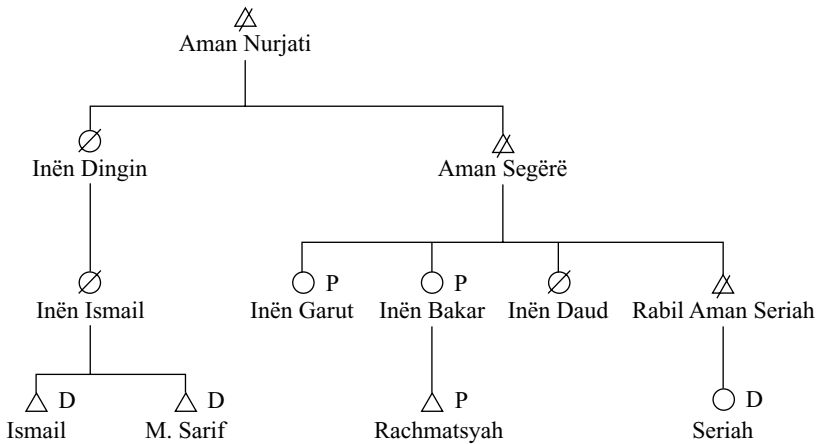 Aman Nurjati
Inën Dingin
Aman Segërë
P
P
Inën Ismail
Inën Garut
Inën Bakar
Inën Daud
Rabil Aman Seriah
D
D
P
D
Ismail
M. Sarif
Rachmatsyah
Seriah